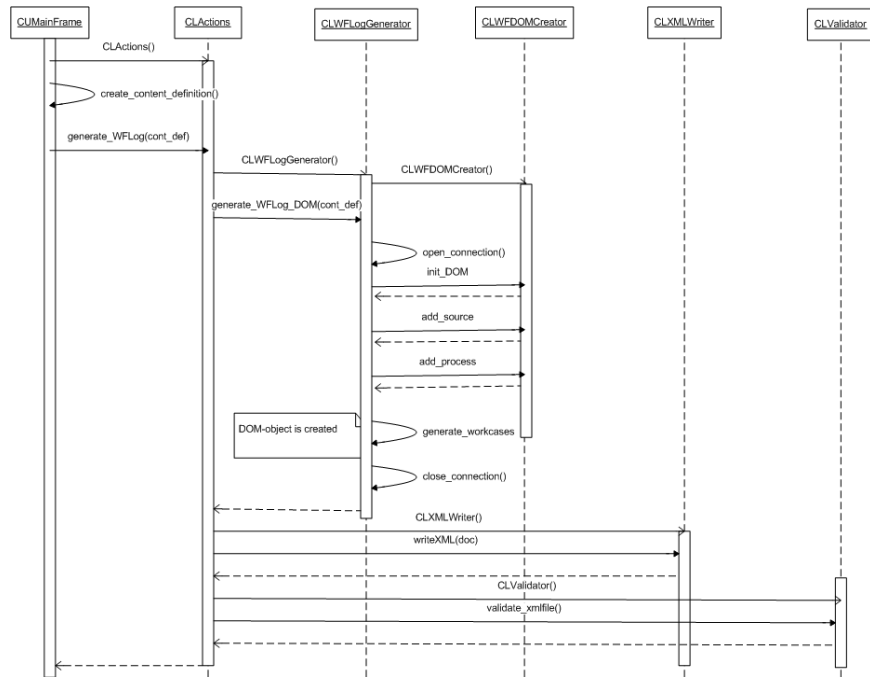 CUMainFrame
CLActions
CLWFLogGenerator
CLWFDOMCreator
CLXMLWriter
CLValidator
CLActions()
create_content_definition()
generate_WFLog(cont_def)
CLWFLogGenerator()
CLWFDOMCreator()
generate_WFLog_DOM(cont_def)
open_connection()
init_DOM
add_source
add_process
DOM-object is created
generate_workcases
close_connection()
CLXMLWriter()
writeXML(doc)
CLValidator()
validate_xmlfile()